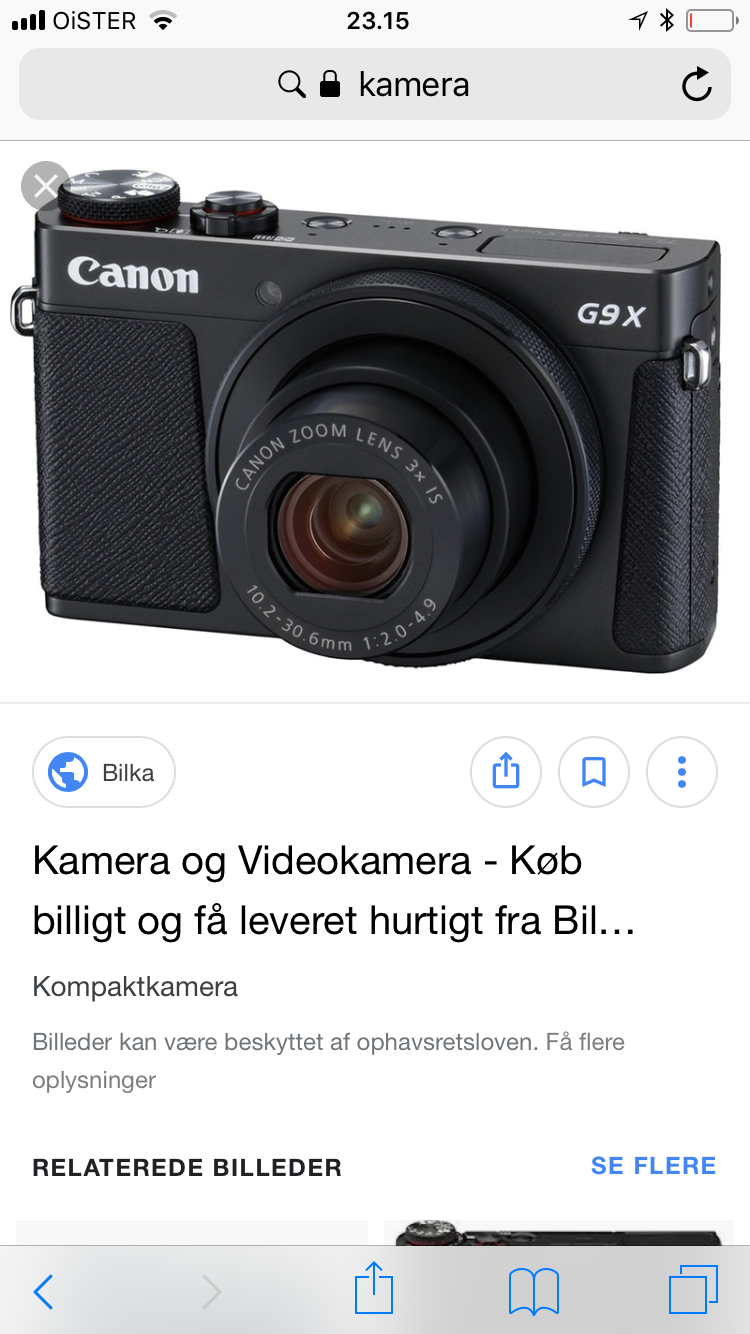 OiSTER
23.15
kamera
Canon
G9 X
CANON ZOOM LENS 3x IS
10.2-30.6mm 1:2.0-4.9
Bilka
Kamera og Videokamera - Køb
billigt og få leveret hurtigt fra Bil...
Kompaktkamera
Billeder kan være beskyttet af ophavsretsloven. Få flere
oplysninger
RELATEREDE BILLEDER
SE FLERE